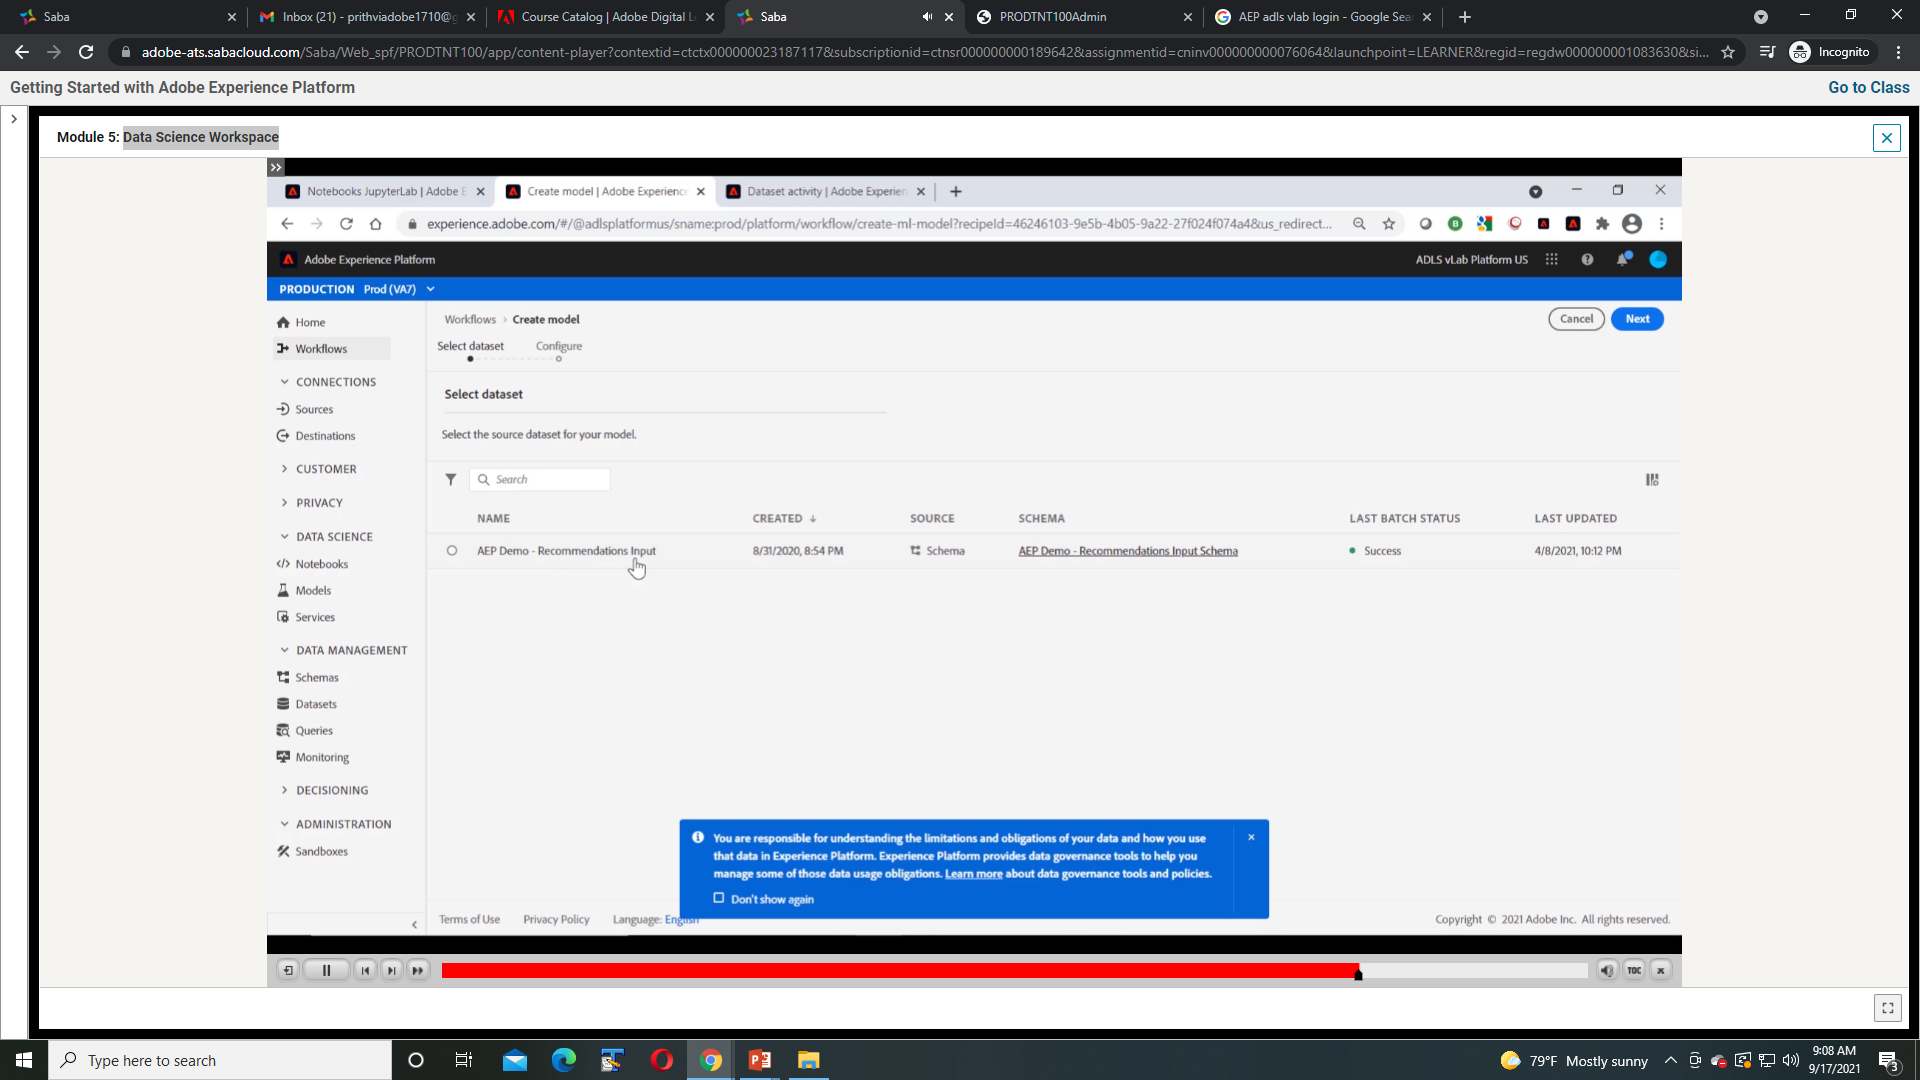 Saba
Inbox (21) - prithviadobe1710@g
Course Catalog | Adobe Digital L
Saba
PRODTNT100Admin
AEP adls vlab login - Google Sea
adobe-ats.sabacloud.com/Saba/Web_spf/PRODTNT100/app/content-player?contextid=ctctx000000023187117&subscriptionid=ctnsr000000000189642&assignmentid=cninv000000000076064&launchpoint=LEARNER&regid=regdw000000001083630&si...
Incognito
Getting Started with Adobe Experience Platform
Go to Class
Module 5: Data Science Workspace
Notebooks JupyterLab | Adobe E
Create model | Adobe Experience
Dataset activity | Adobe Experien
experience.adobe.com/#/@adlsplatformus/sname:prod/platform/workflow/create-ml-model?recipeId=46246103-9e5b-4b05-9a22-27f024f074a4&us_redirect...
Adobe Experience Platform
ADLS vLab Platform US
PRODUCTION Prod (VA7)
Home
Workflows
CONNECTIONS
Sources
Destinations
CUSTOMER
PRIVACY
DATA SCIENCE
Notebooks
Models
Services
DATA MANAGEMENT
Schemas
Datasets
Queries
Monitoring
DECISIONING
ADMINISTRATION
Sandboxes
Workflows > Create model
Cancel
Next
Select dataset
Configure
Select dataset
Select the source dataset for your model.
Search
NAME CREATED SOURCE SCHEMA LAST BATCH STATUS LAST UPDATED
AEP Demo - Recommendations Input 8/31/2020, 8:54 PM Schema AEP Demo - Recommendations Input Schema Success 4/8/2021, 10:12 PM
You are responsible for understanding the limitations and obligations of your data and how you use
that data in Experience Platform. Experience Platform provides data governance tools to help you
manage some of those data usage obligations. Learn more about data governance tools and policies.
Don't show again
Terms of Use Privacy Policy Language: English
Copyright © 2021 Adobe Inc. All rights reserved.
TOC
Type here to search
79°F Mostly sunny
9:08 AM
9/17/2021
3